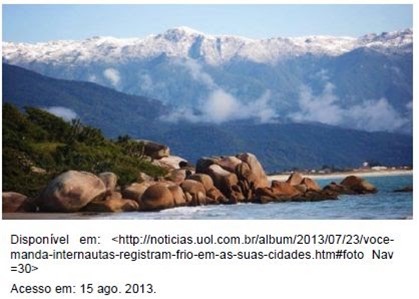 Disponível em: <http://noticias.uol.com.br/album/2013/07/23/voce-
manda-internautas-registram-frio-em-as-suas-cidades.htm#foto Nav
=30>
Acesso em: 15 ago. 2013.